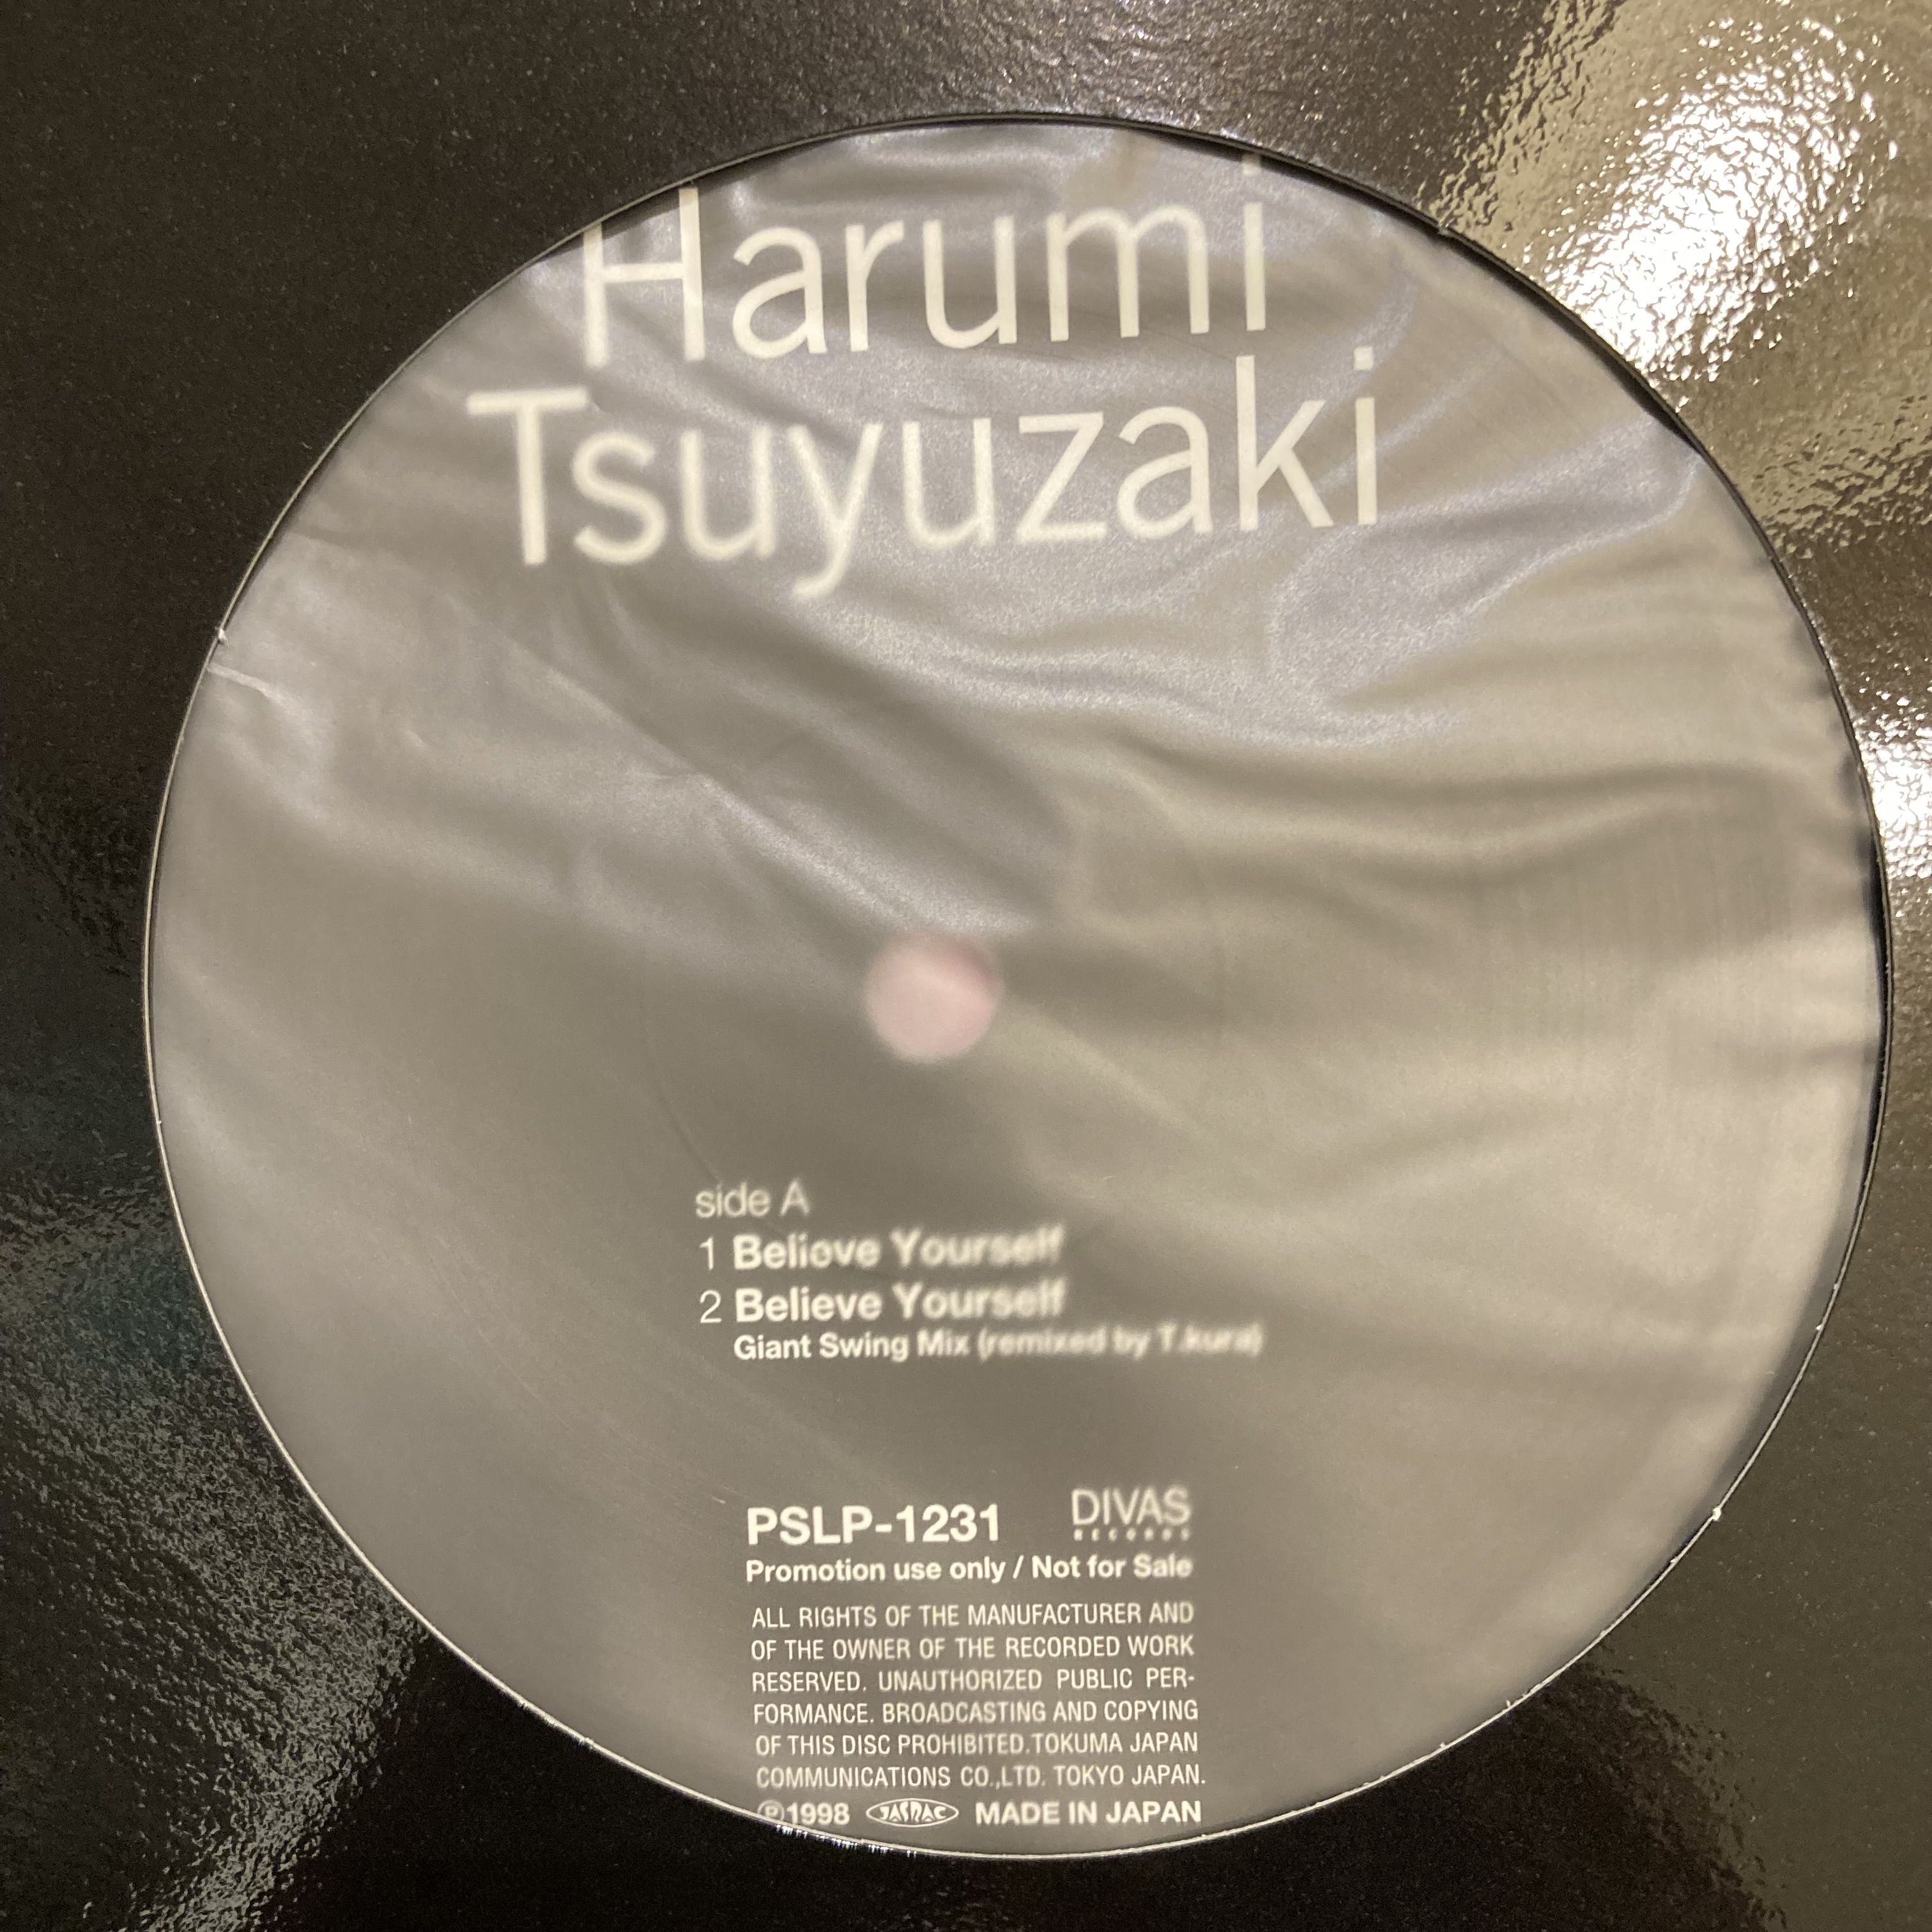 Harumi
Tsuyuzaki
side A
1 Believe Yourself
2 Believe Yourself
Giant Swing Mix (remixed by T.kura)
PSLP-1231
DIVAS
RECORDS
Promotion use only / Not for Sale
ALL RIGHTS OF THE MANUFACTURER AND
OF THE OWNER OF THE RECORDED WORK
RESERVED. UNAUTHORIZED PUBLIC PER-
FORMANCE. BROADCASTING AND COPYING
OF THIS DISC PROHIBITED.TOKUMA JAPAN
COMMUNICATIONS CO.,LTD. TOKYO JAPAN.
℗1998 JASRAC MADE IN JAPAN